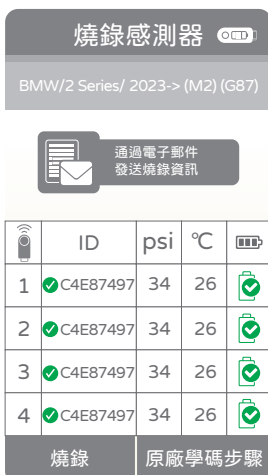 燒錄感測器
BMW/2 Series/ 2023-> (M2) (G87)
通過電子郵件
發送燒錄資訊
ID psi ℃
1 C4E87497 34 26
2 C4E87497 34 26
3 C4E87497 34 26
4 C4E87497 34 26
燒錄 原廠學碼步驟